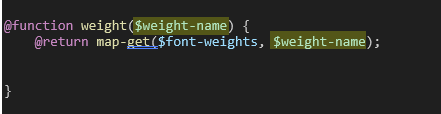 @function weight($weight-name) {
@return map-get($font-weights, $weight-name);
}